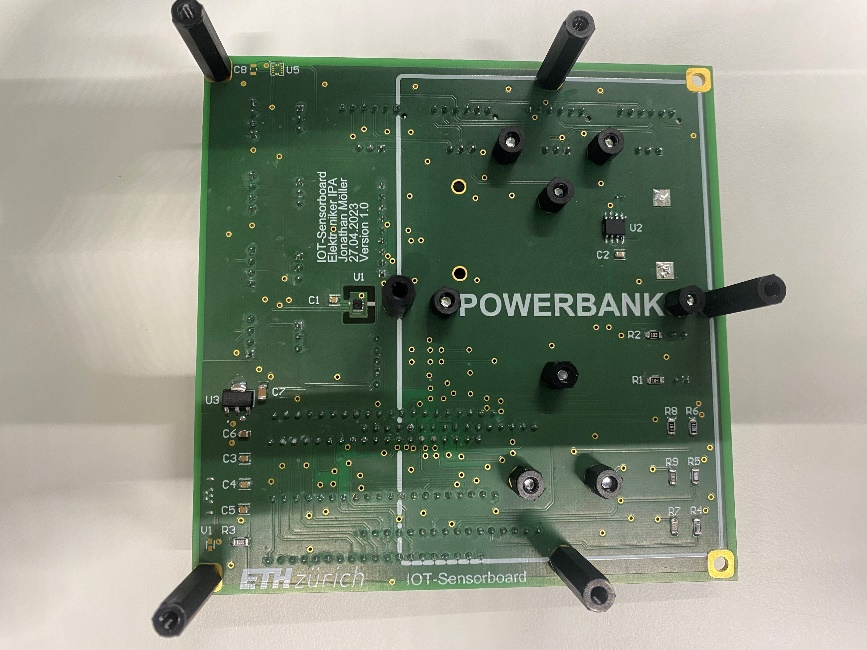 C8 U5
IOT-Sensorboard
Elektroniker IPA
Jonathan Möller
27.04.2023
Version 1.0
U2
C2
U1
C1
POWERBANK
R2
R1
U3
C7
R8 R6
C6
C3
R9 R5
C4
C5
R7 R4
V1 R3
ETH zürich
IOT-Sensorboard